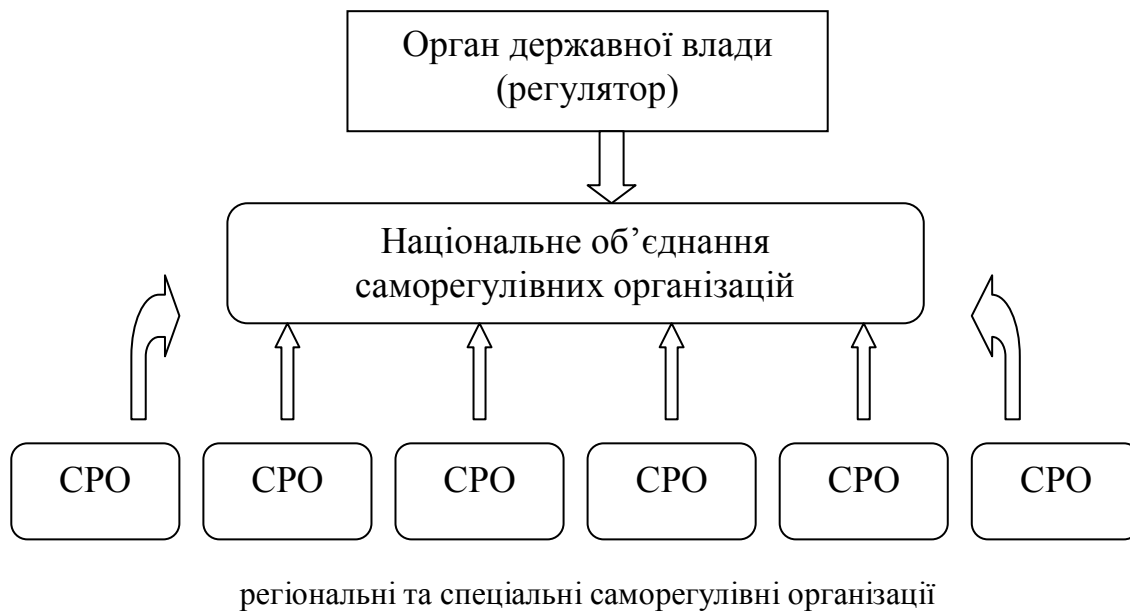 Орган державної влади
(регулятор)
Національне об’єднання
саморегулівних організацій
СРО СРО СРО СРО СРО СРО
регіональні та спеціальні саморегулівні організації